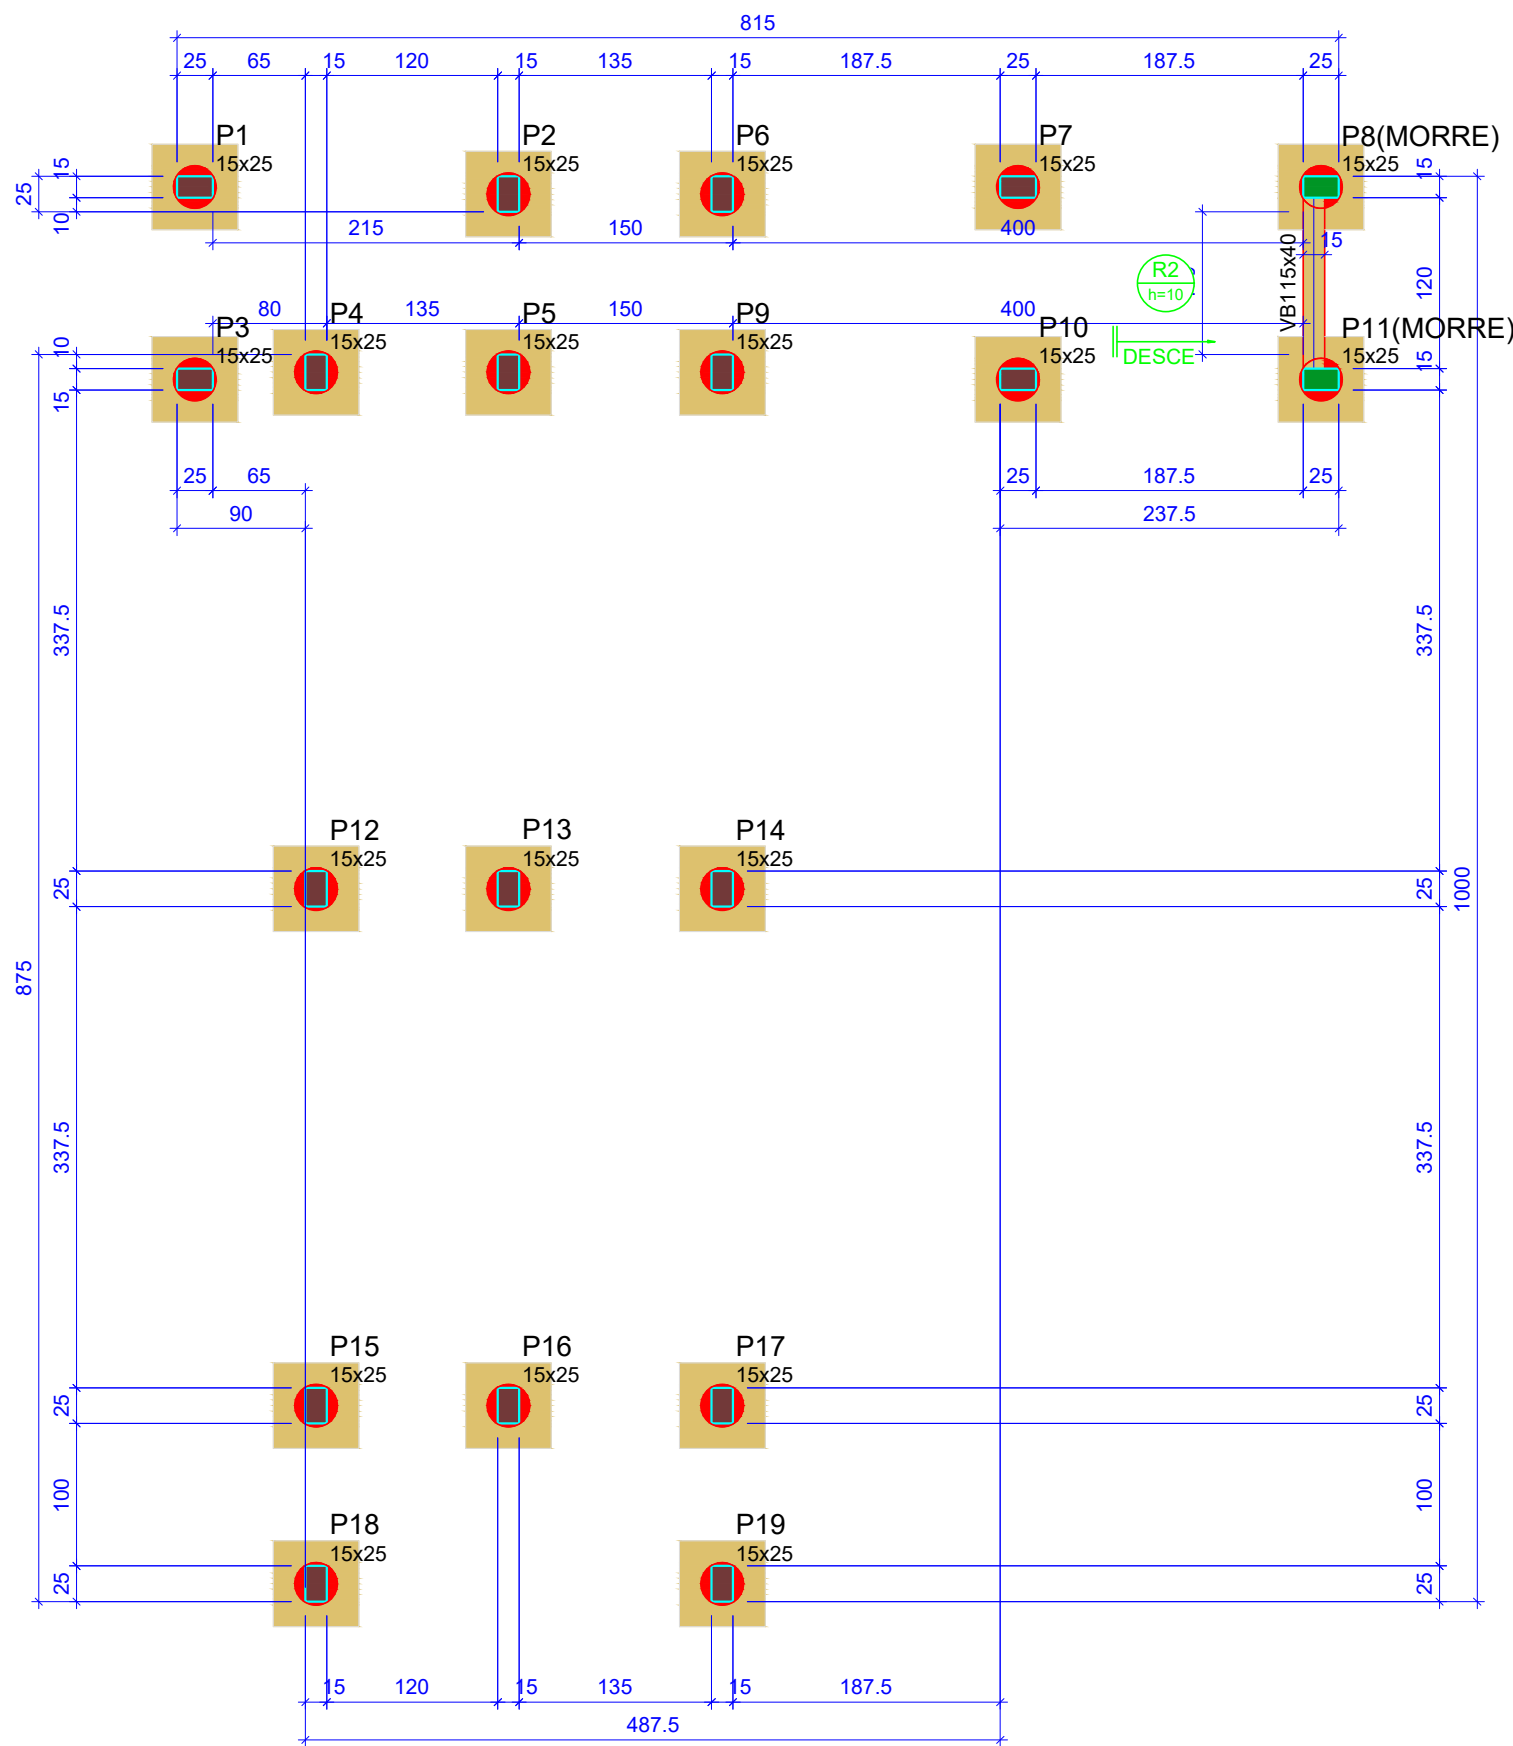 815
25 65 15 120 15 135 15 187.5 25 187.5 25
P1 P2 P6 P7 P8(MORRE)
15x25 15x25 15x25 15x25 15x25
15
25
10
15
215 150 400
15
VB115x40
R2
h=10
120
80 135 150 400
P3 P4 P5 P9 P10 P11(MORRE)
15x25 15x25 15x25 15x25 15x25 15x25
DESCE
10
15
15
25 65 25 187.5 25
90 237.5
337.5 337.5
P12 P13 P14
15x25 15x25 15x25
25 25
1000
875
337.5 337.5
P15 P16 P17
15x25 15x25 15x25
25 25
100 100
P18 P19
15x25 15x25
25 25
15 120 15 135 15 187.5
487.5